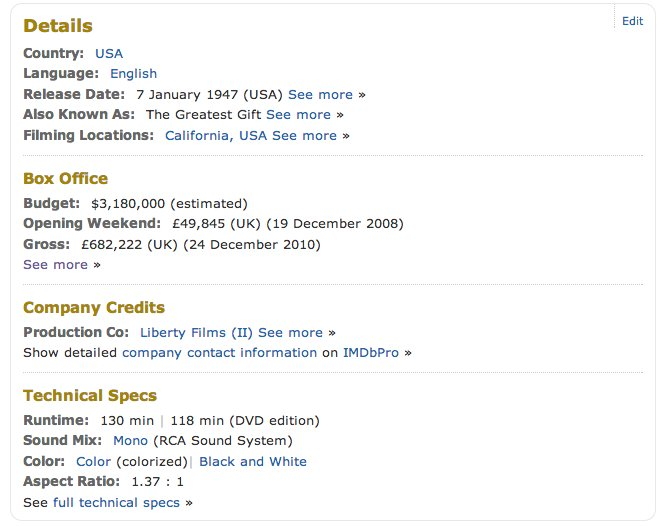 Details
Edit
Country: USA
Language: English
Release Date: 7 January 1947 (USA) See more »
Also Known As: The Greatest Gift See more »
Filming Locations: California, USA See more »
Box Office
Budget: $3,180,000 (estimated)
Opening Weekend: £49,845 (UK) (19 December 2008)
Gross: £682,222 (UK) (24 December 2010)
See more »
Company Credits
Production Co: Liberty Films (II) See more »
Show detailed company contact information on IMDbPro »
Technical Specs
Runtime: 130 min | 118 min (DVD edition)
Sound Mix: Mono (RCA Sound System)
Color: Color (colorized)| Black and White
Aspect Ratio: 1.37 : 1
See full technical specs »